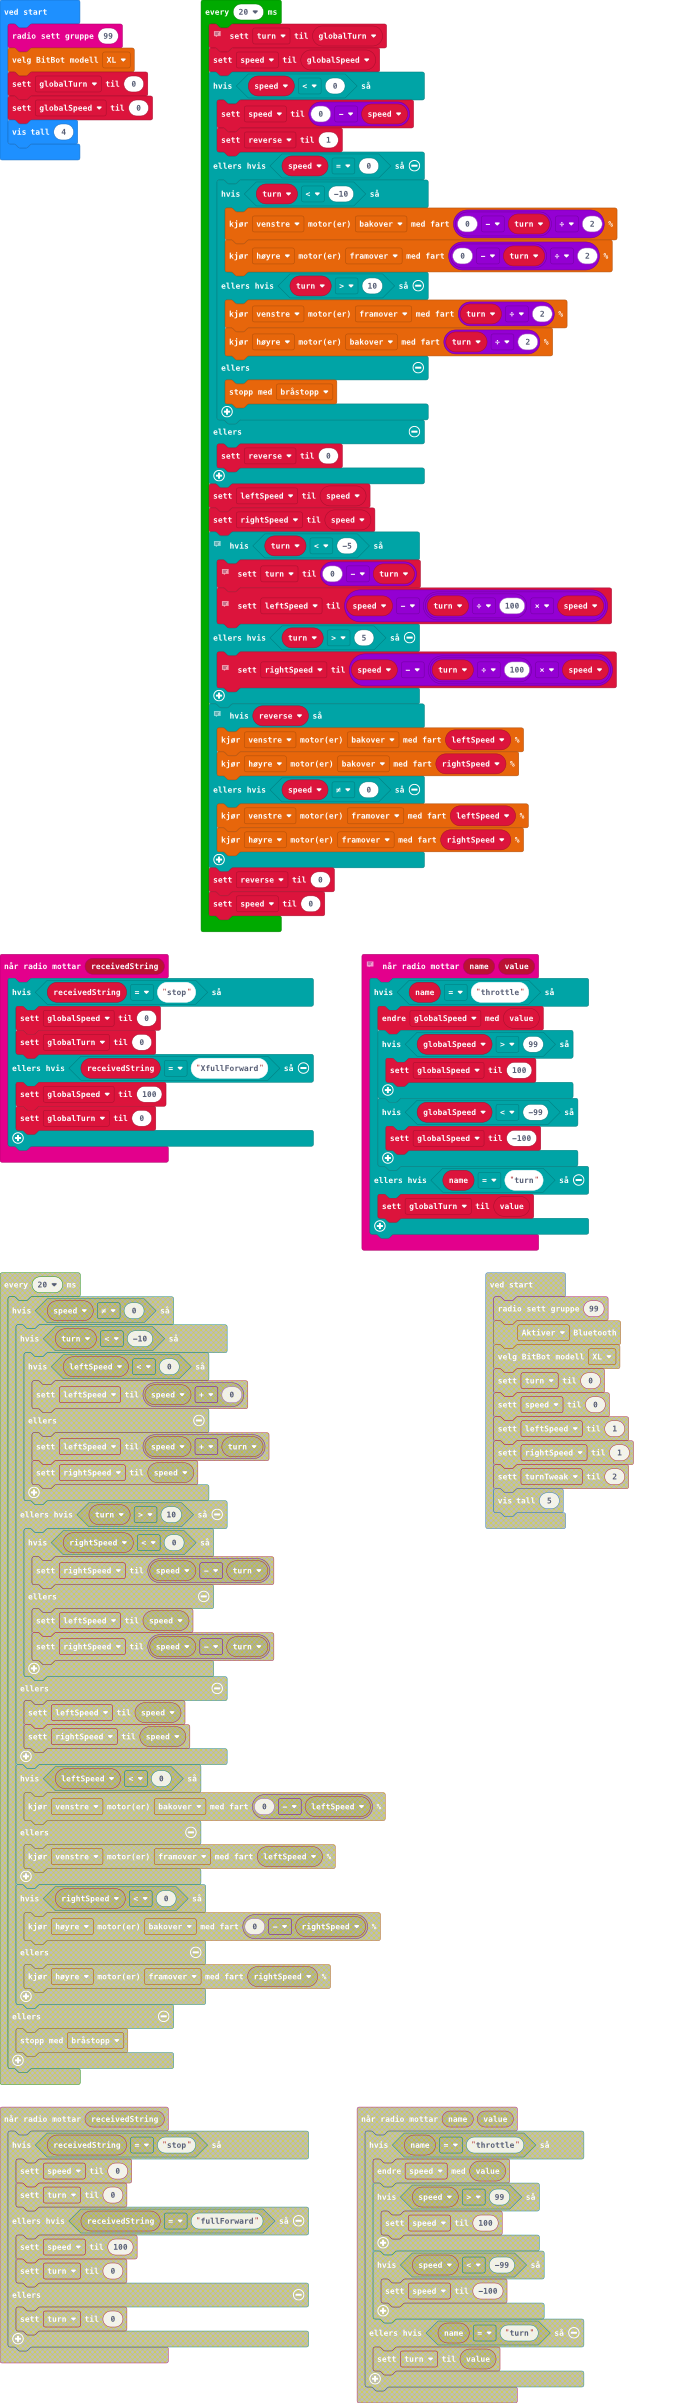 ved start
radio sett gruppe 99
velg BitBot modell XL
sett globalTurn til 0
sett globalSpeed til 0
vis tall 4
every 20 ms
sett turn til globalTurn
sett speed til globalSpeed
hvis speed < 0 så
sett speed til 0 - speed
sett reverse til 1
ellers hvis speed = 0 så
hvis turn < -10 så
kjør venstre motor(er) bakover med fart 0 - turn ÷ 2 %
kjør høyre motor(er) framover med fart 0 - turn ÷ 2 %
ellers hvis turn > 10 så
kjør venstre motor(er) framover med fart turn ÷ 2 %
kjør høyre motor(er) bakover med fart turn ÷ 2 %
ellers
stopp med bråstopp
ellers
sett reverse til 0
sett leftSpeed til speed
sett rightSpeed til speed
hvis turn < -5 så
sett turn til 0 - turn
sett leftSpeed til speed - turn ÷ 100 × speed
ellers hvis turn > 5 så
sett rightSpeed til speed - turn ÷ 100 × speed
hvis reverse så
kjør venstre motor(er) bakover med fart leftSpeed %
kjør høyre motor(er) bakover med fart rightSpeed %
ellers hvis speed ≠ 0 så
kjør venstre motor(er) framover med fart leftSpeed %
kjør høyre motor(er) framover med fart rightSpeed %
sett reverse til 0
sett speed til 0
når radio mottar receivedString
hvis receivedString = "stop" så
sett globalSpeed til 0
sett globalTurn til 0
ellers hvis receivedString = "XfullForward" så
sett globalSpeed til 100
sett globalTurn til 0
når radio mottar name value
hvis name = "throttle" så
endre globalSpeed med value
hvis globalSpeed > 99 så
sett globalSpeed til 100
hvis globalSpeed < -99 så
sett globalSpeed til -100
ellers hvis name = "turn" så
sett globalTurn til value
every 20 ms
hvis speed ≠ 0 så
hvis turn < -10 så
hvis leftSpeed < 0 så
sett leftSpeed til speed + 0
ellers
sett leftSpeed til speed + turn
sett rightSpeed til speed
ellers hvis turn > 10 så
hvis rightSpeed < 0 så
sett rightSpeed til speed - turn
ellers
sett leftSpeed til speed
sett rightSpeed til speed - turn
ellers
sett leftSpeed til speed
sett rightSpeed til speed
hvis leftSpeed < 0 så
kjør venstre motor(er) bakover med fart 0 - leftSpeed %
ellers
kjør venstre motor(er) framover med fart leftSpeed %
hvis rightSpeed < 0 så
kjør høyre motor(er) bakover med fart 0 - rightSpeed %
ellers
kjør høyre motor(er) framover med fart rightSpeed %
ellers
stopp med bråstopp
ved start
radio sett gruppe 99
Aktiver Bluetooth
velg BitBot modell XL
sett turn til 0
sett speed til 0
sett leftSpeed til 1
sett rightSpeed til 1
sett turnTweak til 2
vis tall 5
når radio mottar receivedString
hvis receivedString = "stop" så
sett speed til 0
sett turn til 0
ellers hvis receivedString = "fullForward" så
sett speed til 100
sett turn til 0
ellers
sett turn til 0
når radio mottar name value
hvis name = "throttle" så
endre speed med value
hvis speed > 99 så
sett speed til 100
hvis speed < -99 så
sett speed til -100
ellers hvis name = "turn" så
sett turn til value